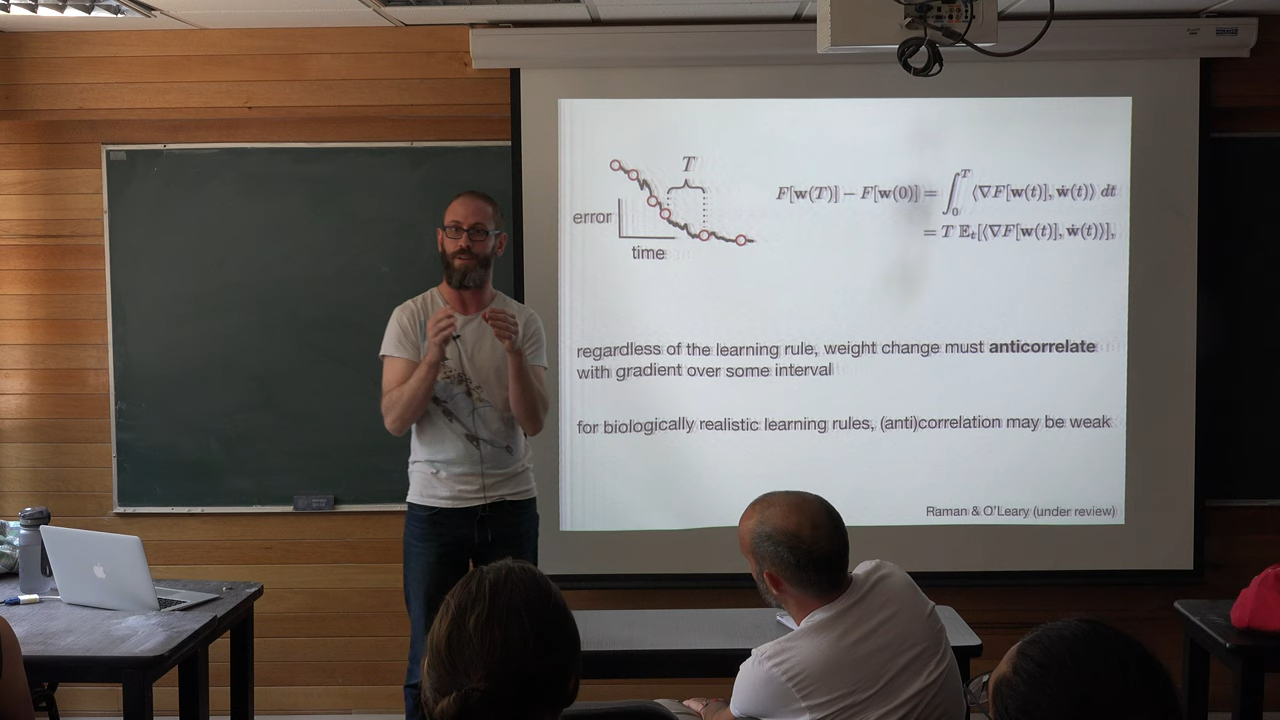 T
error
time
F[w(T)] − F[w(0)] = ∫₀ᵀ ⟨∇F[w(t)], ẇ(t)⟩ dt
= T 𝔼ₜ[⟨∇F[w(t)], ẇ(t)⟩],
regardless of the learning rule, weight change must anticorrelate
with gradient over some interval
for biologically realistic learning rules, (anti)correlation may be weak
Raman & O'Leary (under review)